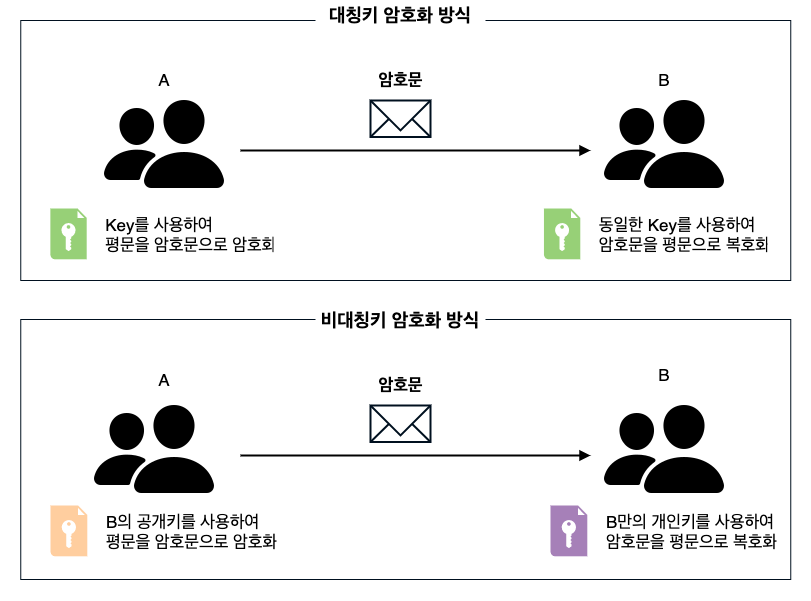 대칭키 암호화 방식
A
암호문
B
Key를 사용하여
평문을 암호문으로 암호화
동일한 Key를 사용하여
암호문을 평문으로 복호화
비대칭키 암호화 방식
A
암호문
B
B의 공개키를 사용하여
평문을 암호문으로 암호화
B만의 개인키를 사용하여
암호문을 평문으로 복호화